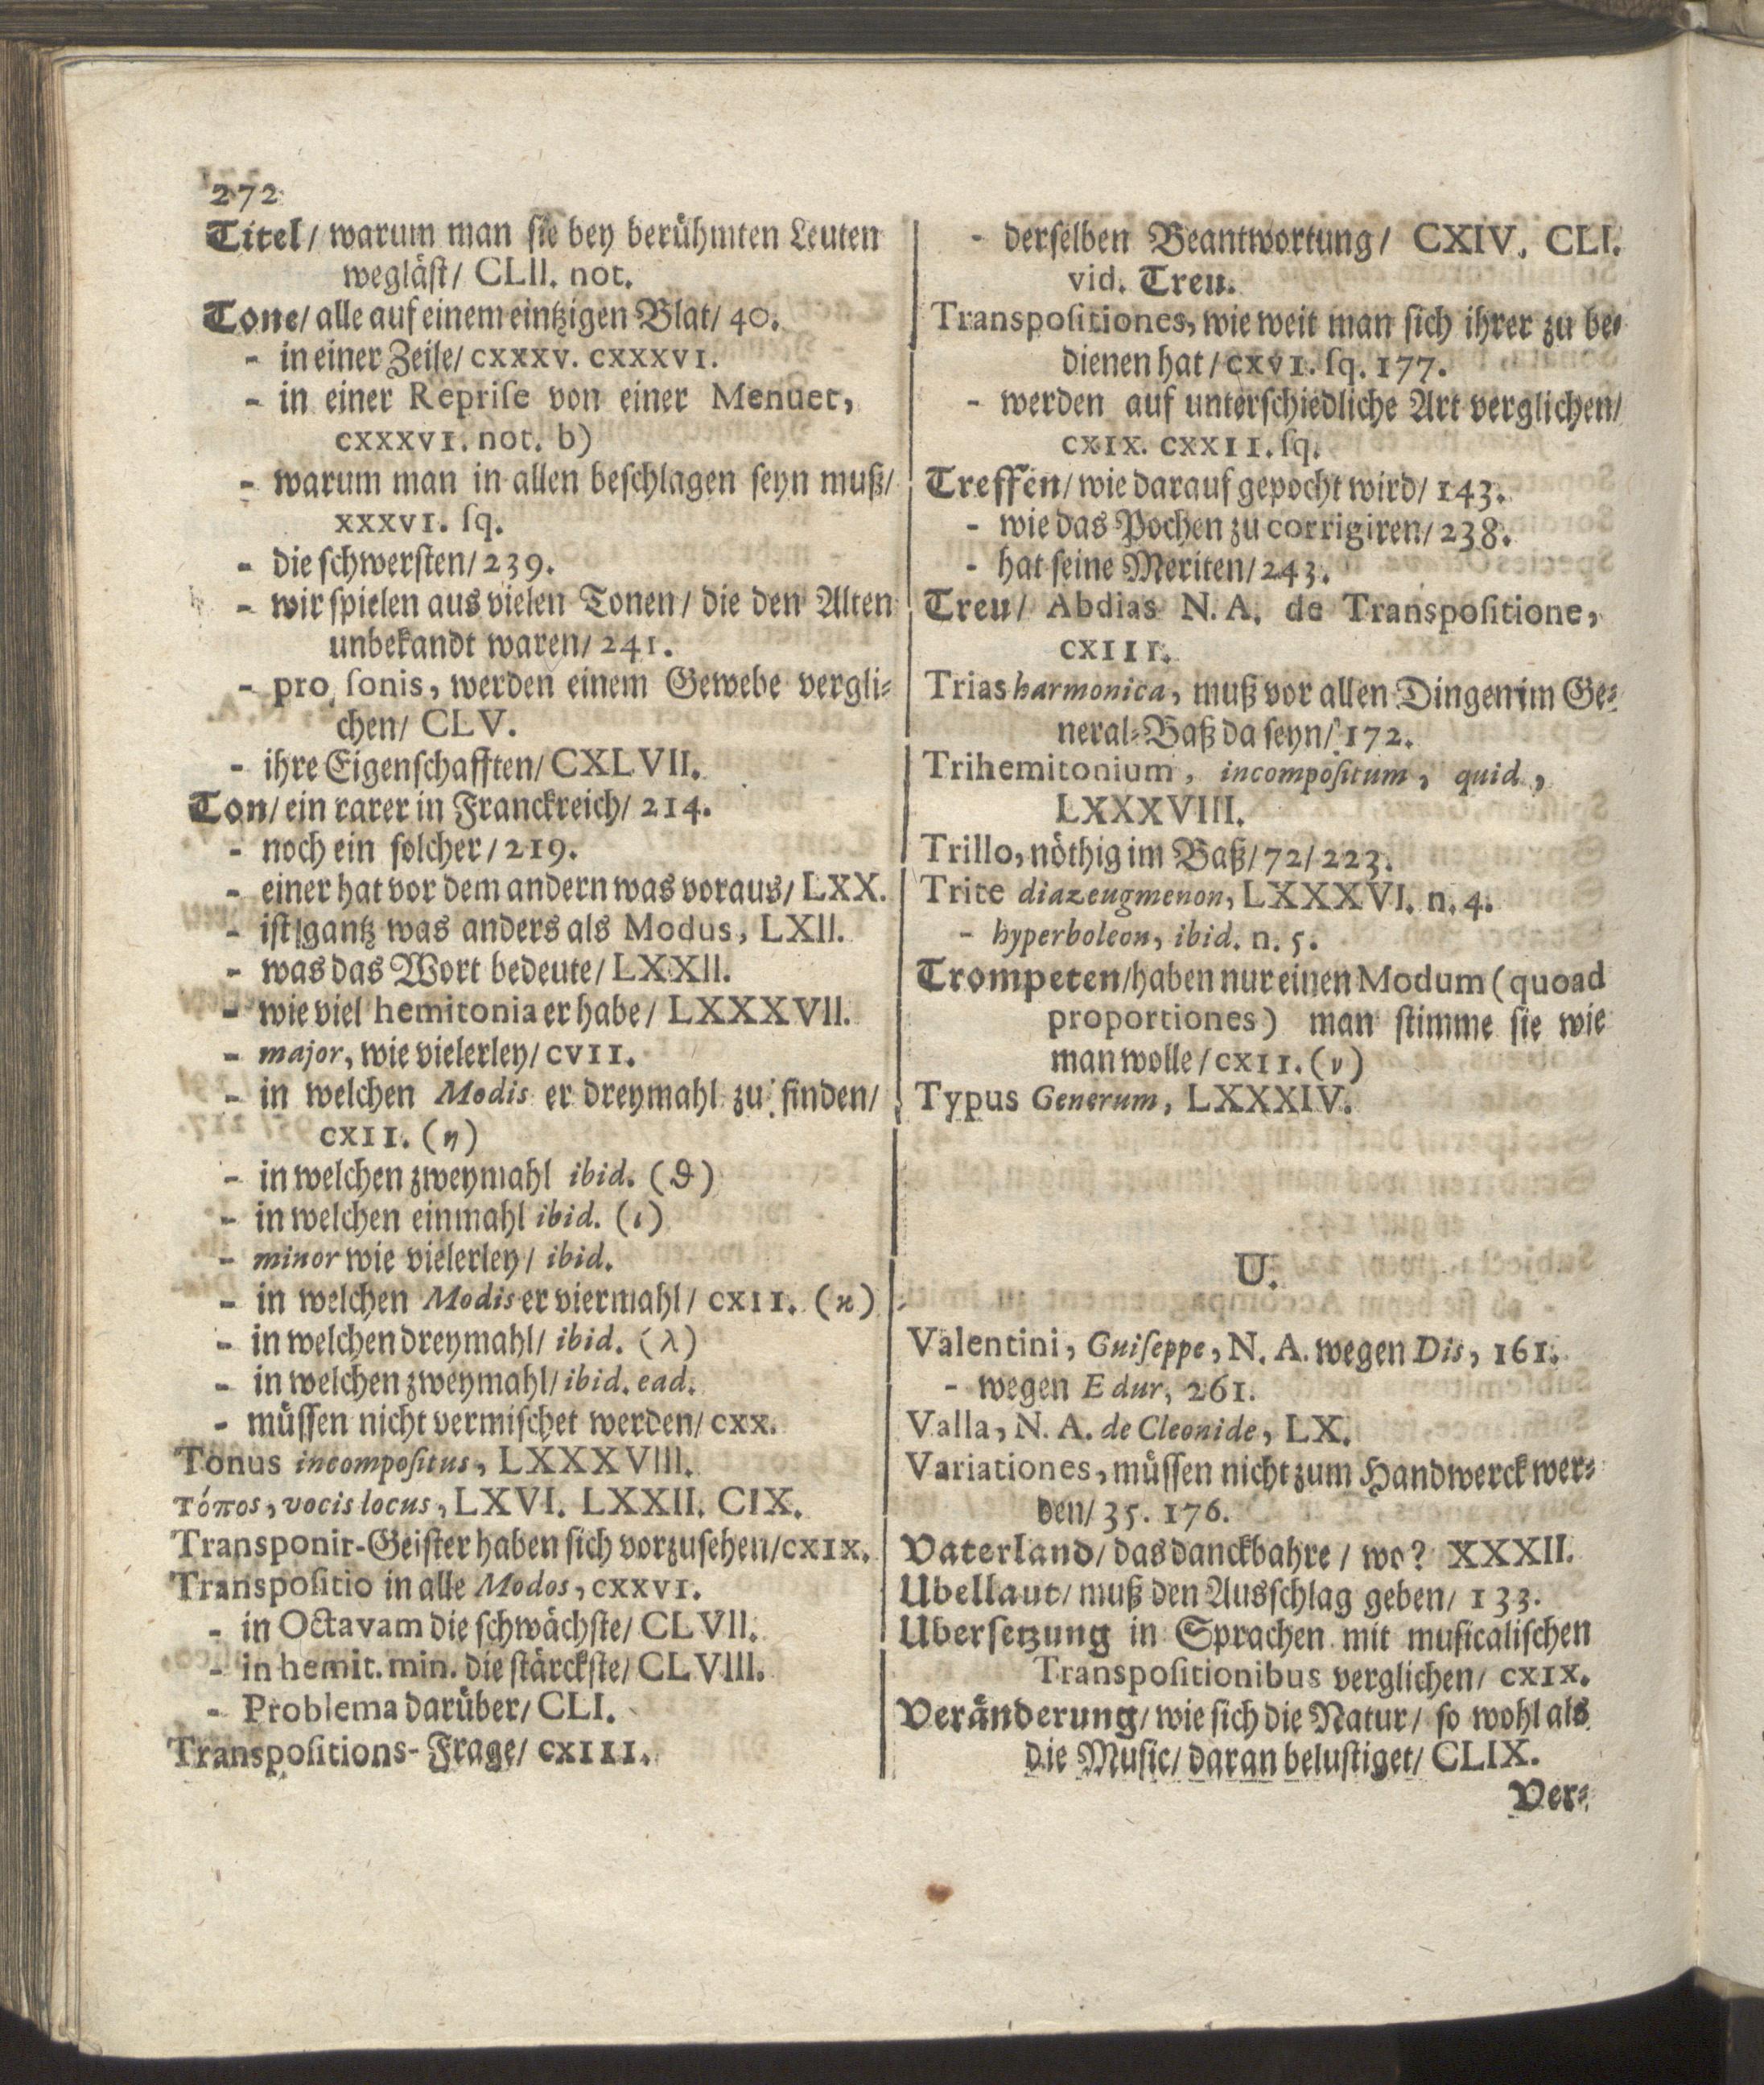 272
Titel/ warum man sie bey berühmten Leuten
wegläst/ CLII. not.
Tone/ alle auf einem eintzigen Blat/ 40.
- in einer Zeile/ CXXXV. CXXXVI.
- in einer Reprise von einer Menuet,
CXXXVI. not. b)
- warum man in allen beschlagen seyn muß/
XXXVI. sq.
- die schwersten/ 239.
- wir spielen aus vielen Tonen/ die den Alten
unbekandt waren/ 241.
- pro sonis, werden einem Gewebe vergli-
chen/ CLV.
- ihre Eigenschafften/ CXLVII.
Ton/ ein rarer in Franckreich/ 214.
- noch ein solcher/ 219.
- einer hat vor dem andern was voraus/ LXX.
- ist gantz was anders als Modus, LXII.
- was das Wort bedeute/ LXXII.
- wie viel hemitonia er habe/ LXXXVII.
- major, wie vielerley/ CVII.
- in welchen Modis er dreymahl zu finden/
CXII. (η)
- in welchen zweymahl ibid. (ϑ)
- in welchen einmahl ibid. (ι)
- minor wie vielerley/ ibid.
- in welchen Modis er viermahl/ CXII. (ϰ)
- in welchen dreymahl/ ibid. (λ)
- in welchen zweymahl/ ibid. ead.
- müssen nicht vermischet werden/ CXX.
Tonus incompositus, LXXXVIII.
τόπος, vocis locus, LXVI. LXXII. CIX.
Transponir-Geister haben sich vorzusehen/ CXIX.
Transpositio in alle Modos, CXXVI.
- in Octavam die schwächste/ CLVII.
- in hemit. min. die stärckste/ CLVIII.
- Problema darüber/ CLI.
Transpositions-Frage/ CXIII.
- derselben Beantwortung/ CXIV. CLI.
vid. Treu.
Transpositiones, wie weit man sich ihrer zu be-
dienen hat/ CXVI. sq. 177.
- werden auf unterschiedliche Art verglichen/
CXIX. CXXII. sq.
Treffen/ wie darauf gepocht wird/ 143.
- wie das Pochen zu corrigiren/ 238.
- hat seine Meriten/ 243.
Treu/ Abdias N. A. de Transpositione,
CXIII.
Trias harmonica, muß vor allen Dingen im Ge-
neral-Baß da seyn/ 172.
Trihemitonium, incompositum, quid,
LXXXVIII.
Trillo, nöthig im Baß/ 72/ 223.
Trite diazeugmenon, LXXXVI. n. 4.
- hyperboleon, ibid. n. 5.
Trompeten/ haben nur einen Modum (quoad
proportiones) man stimme sie wie
man wolle/ CXII. (ν)
Typus Generum, LXXXIV.
U.
Valentini, Guiseppe, N. A. wegen Dis, 161.
- wegen E dur, 261.
Valla, N. A. de Cleonide, LX.
Variationes, müssen nicht zum Handwerck wer-
den/ 35. 176.
Vaterland/ das danckbahre/ wo? XXXII.
Ubellaut/ muß den Ausschlag geben/ 133.
Ubersetzung in Sprachen mit musicalischen
Transpositionibus verglichen/ CXIX.
Veränderung/ wie sich die Natur/ so wohl als
die Music/ daran belustiget/ CLIX.
Ver-